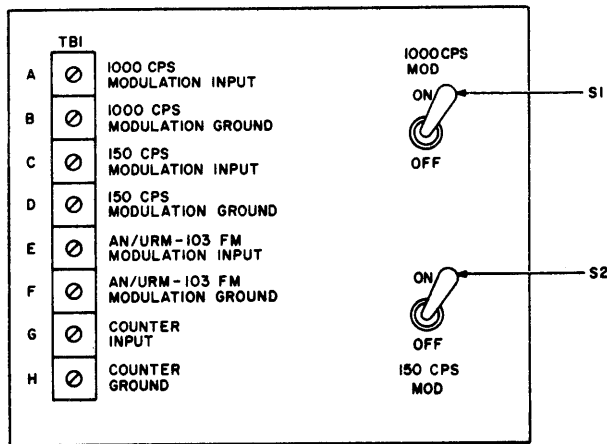 TB1
A 1000 CPS
MODULATION INPUT
B 1000 CPS
MODULATION GROUND
C 150 CPS
MODULATION INPUT
D 150 CPS
MODULATION GROUND
E AN/URM-103 FM
MODULATION INPUT
F AN/URM-103 FM
MODULATION GROUND
G COUNTER
INPUT
H COUNTER
GROUND
1000 CPS
MOD
ON
S1
OFF
ON
S2
OFF
150 CPS
MOD